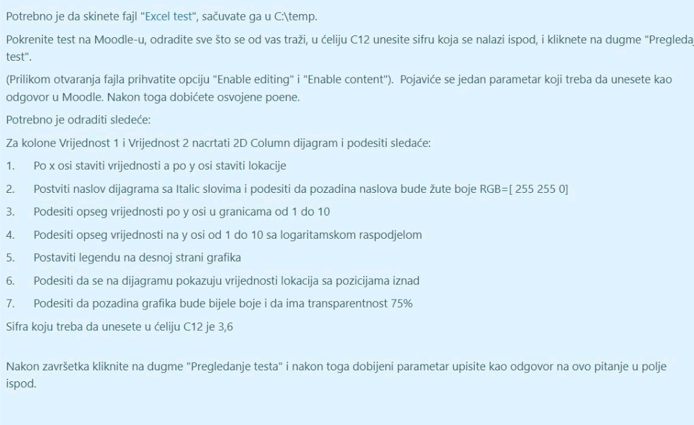 Potrebno je da skinete fajl "Excel test", sačuvate ga u C:\temp.
Pokrenite test na Moodle-u, odradite sve što se od vas traži, u ćeliju C12 unesite sifru koja se nalazi ispod, i kliknete na dugme "Pregledaj
test".
(Prilikom otvaranja fajla prihvatite opciju "Enable editing" i "Enable content"). Pojaviće se jedan parametar koji treba da unesete kao
odgovor u Moodle. Nakon toga dobićete osvojene poene.
Potrebno je odraditi sledeće:
Za kolone Vrijednost 1 i Vrijednost 2 nacrtati 2D Column dijagram i podesiti sledaće:
1. Po x osi staviti vrijednosti a po y osi staviti lokacije
2. Postviti naslov dijagrama sa Italic slovima i podesiti da pozadina naslova bude žute boje RGB=[ 255 255 0]
3. Podesiti opseg vrijednosti po y osi u granicama od 1 do 10
4. Podesiti opseg vrijednosti na y osi od 1 do 10 sa logaritamskom raspodjelom
5. Postaviti legendu na desnoj strani grafika
6. Podesiti da se na dijagramu pokazuju vrijednosti lokacija sa pozicijama iznad
7. Podesiti da pozadina grafika bude bijele boje i da ima transparentnost 75%
Sifra koju treba da unesete u ćeliju C12 je 3,6
Nakon završetka kliknite na dugme "Pregledanje testa" i nakon toga dobijeni parametar upisite kao odgovor na ovo pitanje u polje
ispod.